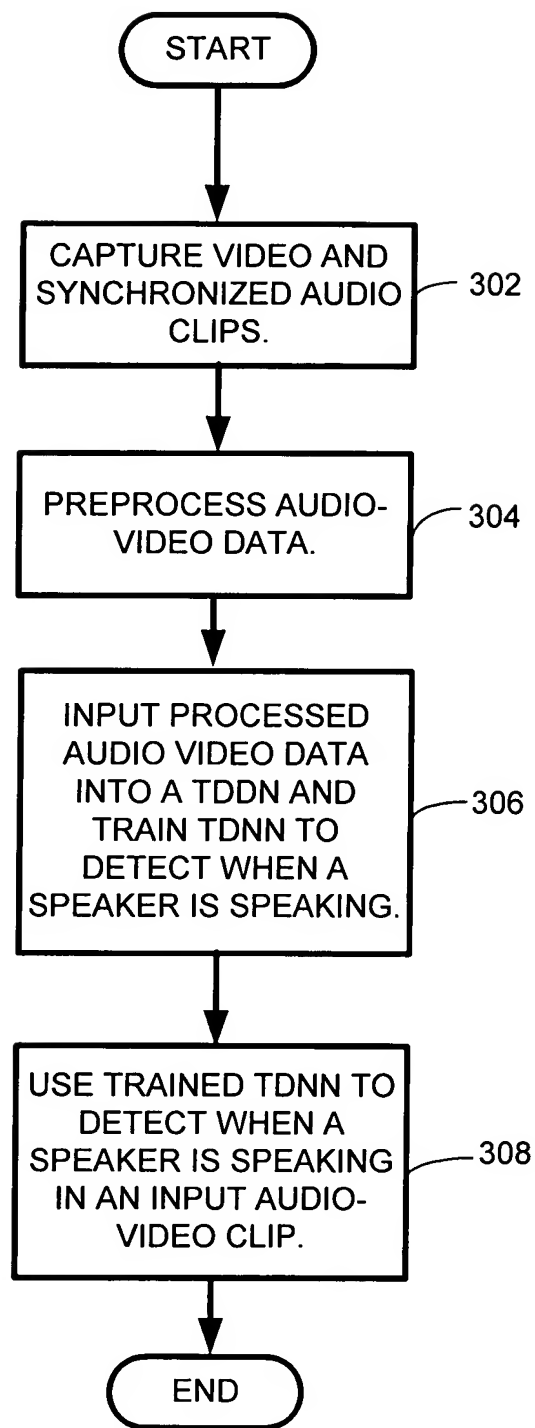 START
CAPTURE VIDEO AND
SYNCHRONIZED AUDIO
CLIPS.
302
PREPROCESS AUDIO-
VIDEO DATA.
304
INPUT PROCESSED
AUDIO VIDEO DATA
INTO A TDDN AND
TRAIN TDNN TO
DETECT WHEN A
SPEAKER IS SPEAKING.
306
USE TRAINED TDNN TO
DETECT WHEN A
SPEAKER IS SPEAKING
IN AN INPUT AUDIO-
VIDEO CLIP.
308
END